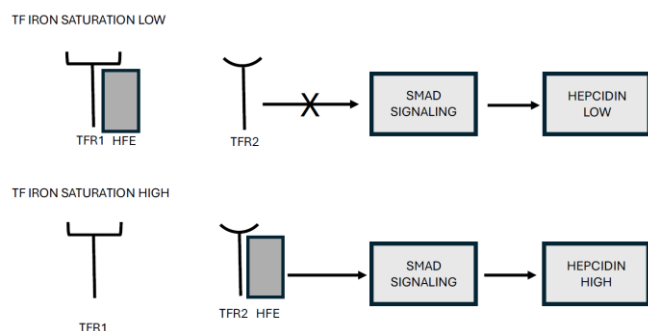 TF IRON SATURATION LOW
TFR1 HFE
TFR2
X
SMAD
SIGNALING
HEPCIDIN
LOW
TF IRON SATURATION HIGH
TFR1
TFR2 HFE
SMAD
SIGNALING
HEPCIDIN
HIGH